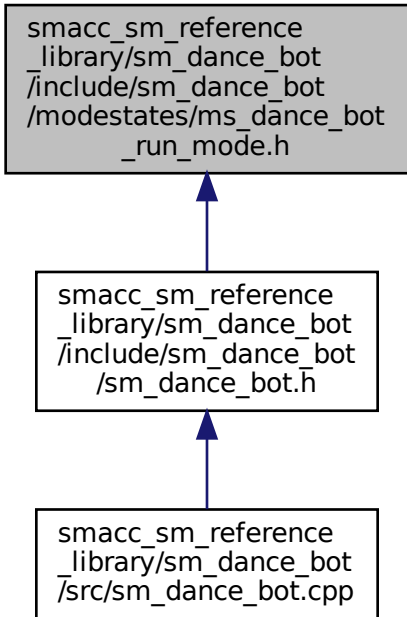 smacc_sm_reference
_library/sm_dance_bot
/include/sm_dance_bot
/modestates/ms_dance_bot
_run_mode.h
smacc_sm_reference
_library/sm_dance_bot
/include/sm_dance_bot
/sm_dance_bot.h
smacc_sm_reference
_library/sm_dance_bot
/src/sm_dance_bot.cpp